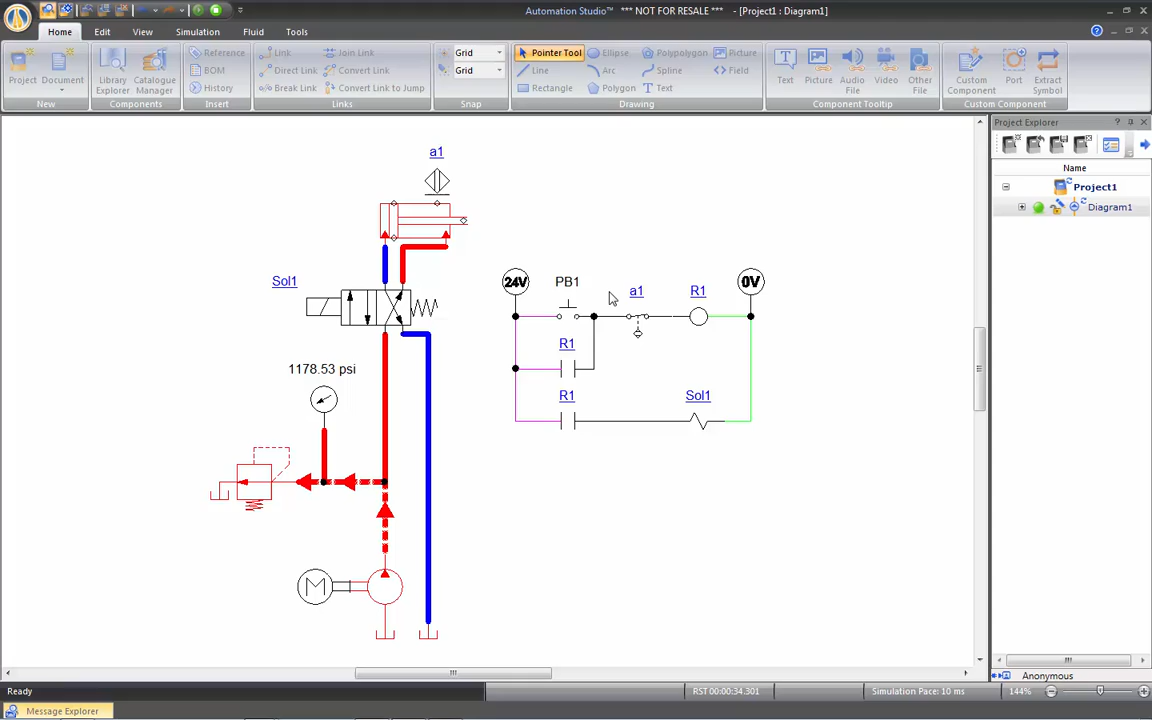 Automation Studio™ *** NOT FOR RESALE *** - [Project1 : Diagram1]
Home Edit View Simulation Fluid Tools
Project
Document
New
Library Explorer
Catalogue Manager
Components
Reference
BOM
History
Insert
Link
Join Link
Direct Link
Convert Link
Break Link
Convert Link to Jump
Links
Grid
Grid
Snap
Pointer Tool
Ellipse
Polypolygon
Picture
Line
Arc
Spline
Field
Rectangle
Polygon
Text
Drawing
Text
Picture
Audio File
Video
Other File
Component Tooltip
Custom Component
Port
Extract Symbol
Custom Component
Project Explorer
Name
Project1
Diagram1
a1
Sol1
24V
PB1
a1
R1
0V
R1
1178.53 psi
R1
Sol1
M
Anonymous
Ready
RST 00:00:34.301
Simulation Pace: 10 ms
144%
Message Explorer